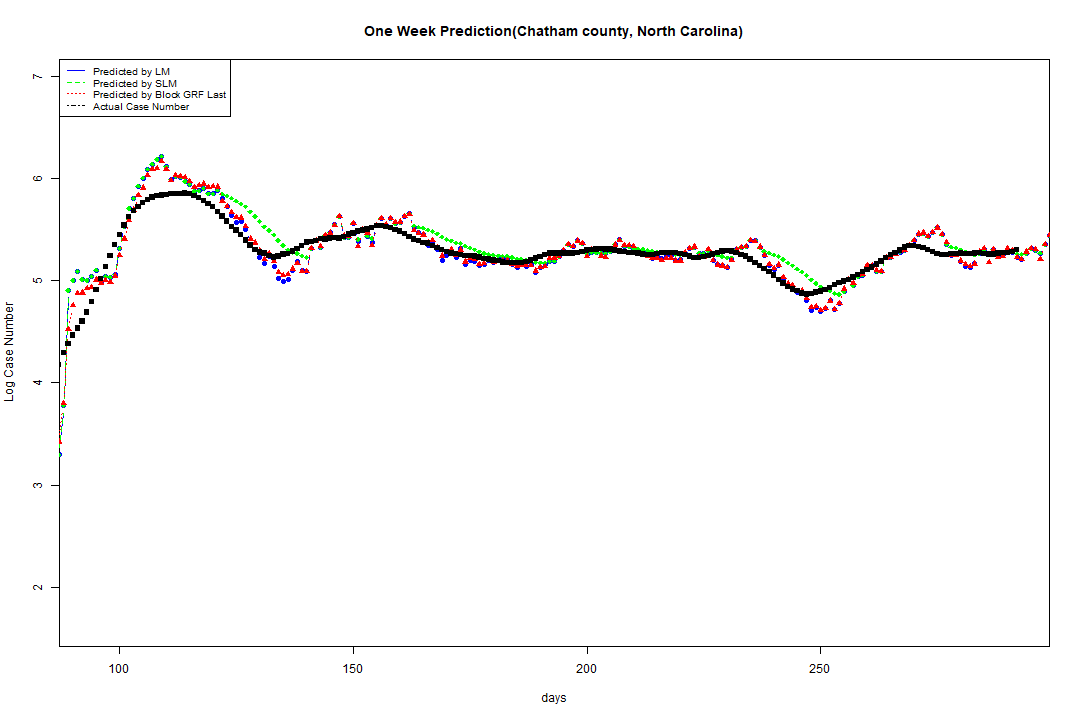 One Week Prediction(Chatham county, North Carolina)
Predicted by LM
Predicted by SLM
Predicted by Block GRF Last
Actual Case Number
7
6
5
4
3
2
Log Case Number
100 150 200 250
days